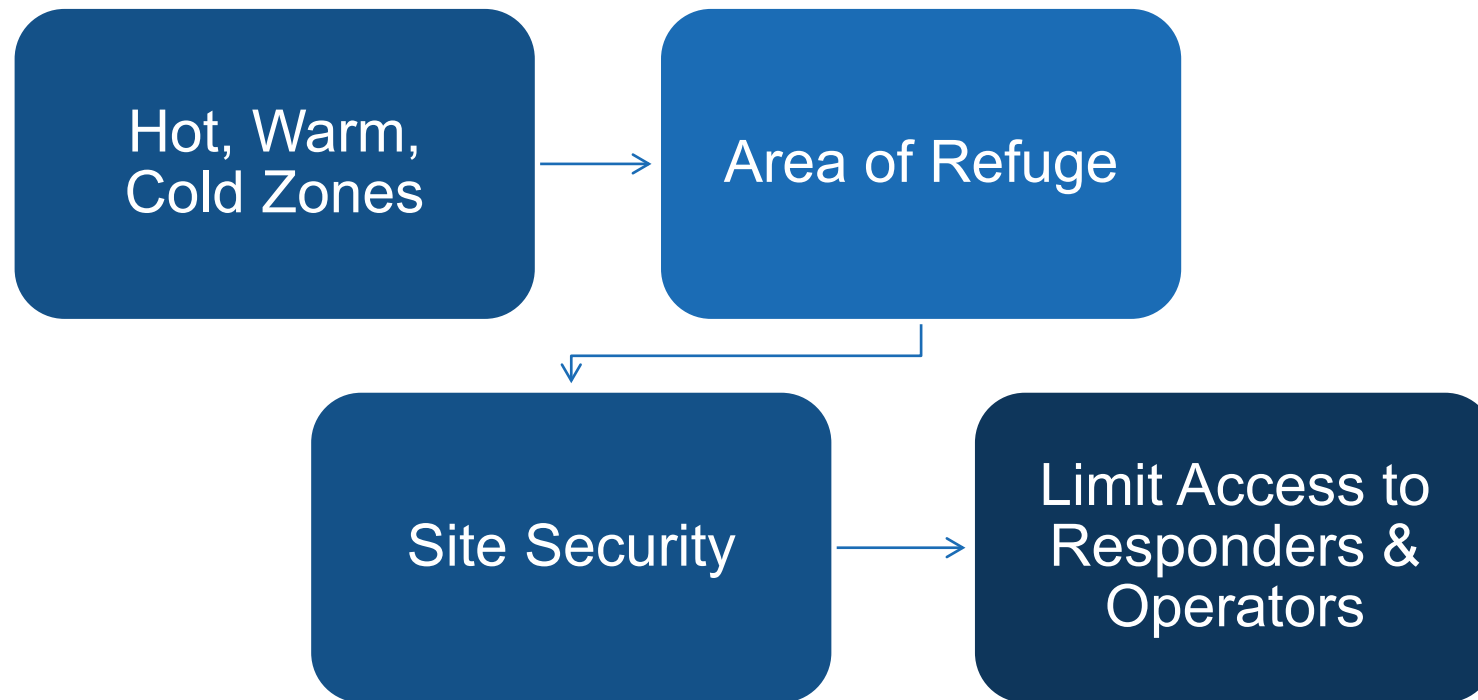 Hot, Warm,
Cold Zones
Area of Refuge
Site Security
Limit Access to
Responders &
Operators